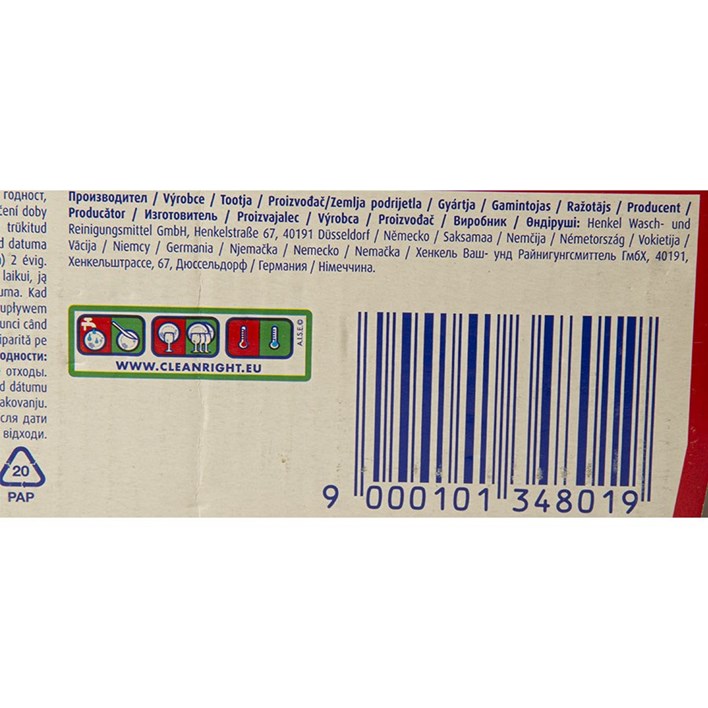 Производител / Výrobce / Tootja / Proizvođač/Zemlja podrijetla / Gyártja / Gamintojas / Ražotājs / Producent /
Producător / Изготовитель / Proizvajalec / Výrobca / Proizvođač / Виробник / Өндіруші: Henkel Wasch- und
Reinigungsmittel GmbH, Henkelstraße 67, 40191 Düsseldorf / Německo / Saksamaa / Nemčija / Németország / Vokietija /
Vācija / Niemcy / Germania / Njemačka / Nemecko / Nemačka / Хенкель Ваш- унд Райнигунгсмиттель ГмбХ, 40191,
Хенкельштрассе, 67, Дюссельдорф / Германия / Німеччина.
годност,
čení doby
trūkitud
d datuma
) 2 évig.
laikui, ją
uma. Kad
upływem
unci când
iparită pe
одности:
отходы.
d dátumu
akovanju.
сля дати
відходи.
20
PAP
WWW.CLEANRIGHT.EU
A.I.S.E.©
9 000101 348019